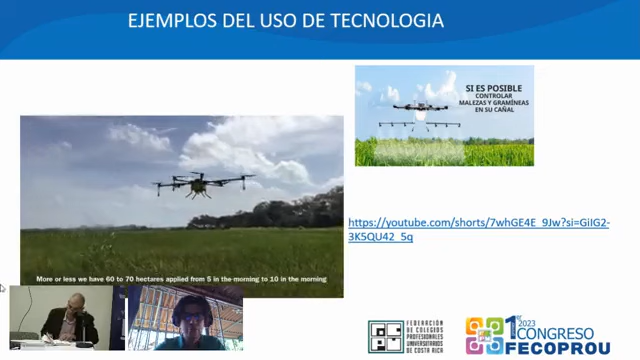 EJEMPLOS DEL USO DE TECNOLOGIA
SI ES POSIBLE
CONTROLAR
MALEZAS Y GRAMÍNEAS
EN SU CAÑAL
https://youtube.com/shorts/7whGE4E_9Jw?si=GiIG2-
3K5QU42_5q
More or less we have 60 to 70 hectares applied from 5 in the morning to 10 in the morning
FEDERACIÓN
DE COLEGIOS
PROFESIONALES
UNIVERSITARIOS
DE COSTA RICA
1er 2023
CONGRESO
FECOPROU